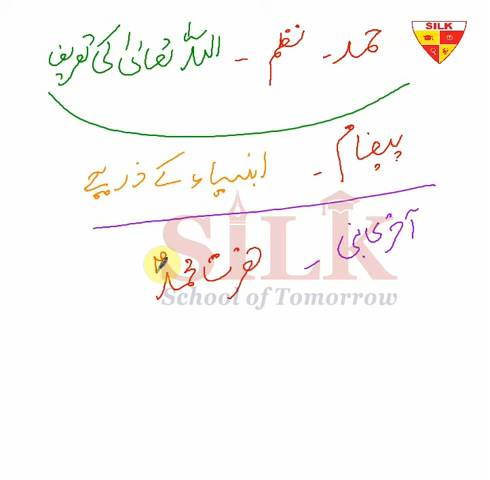 SILK
حمد - نظم - اللہ تعالیٰ کی تعریف
پیغام - انبیاء کے ذریعے
آخری نبی - حضرت محمدؐ
SILK
School of Tomorrow